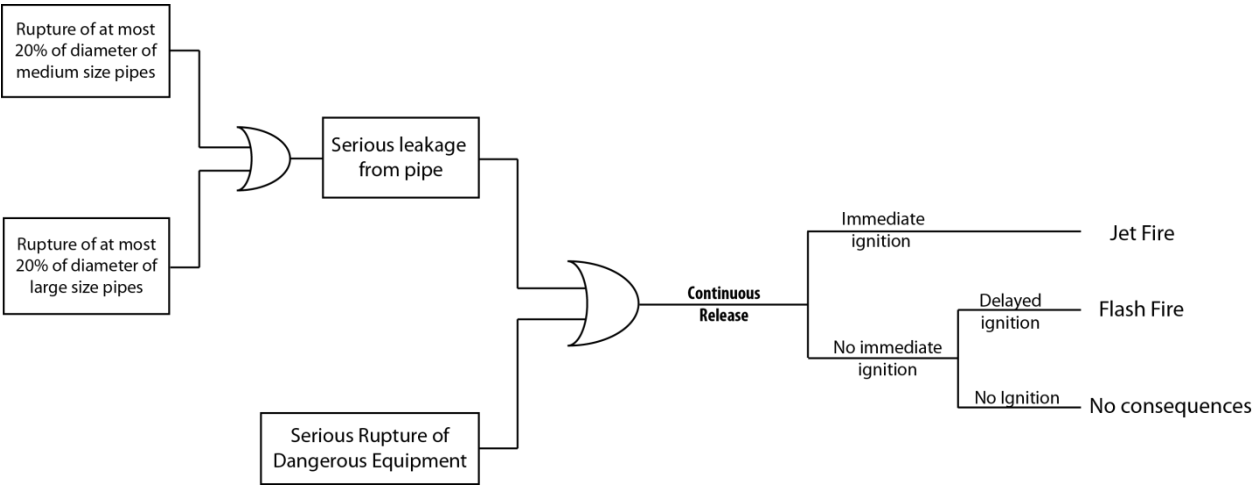 Rupture of at most
20% of diameter of
medium size pipes
Rupture of at most
20% of diameter of
large size pipes
Serious leakage
from pipe
Serious Rupture of
Dangerous Equipment
Continuous
Release
Immediate
ignition
Jet Fire
No immediate
ignition
Delayed
ignition
Flash Fire
No Ignition
No consequences